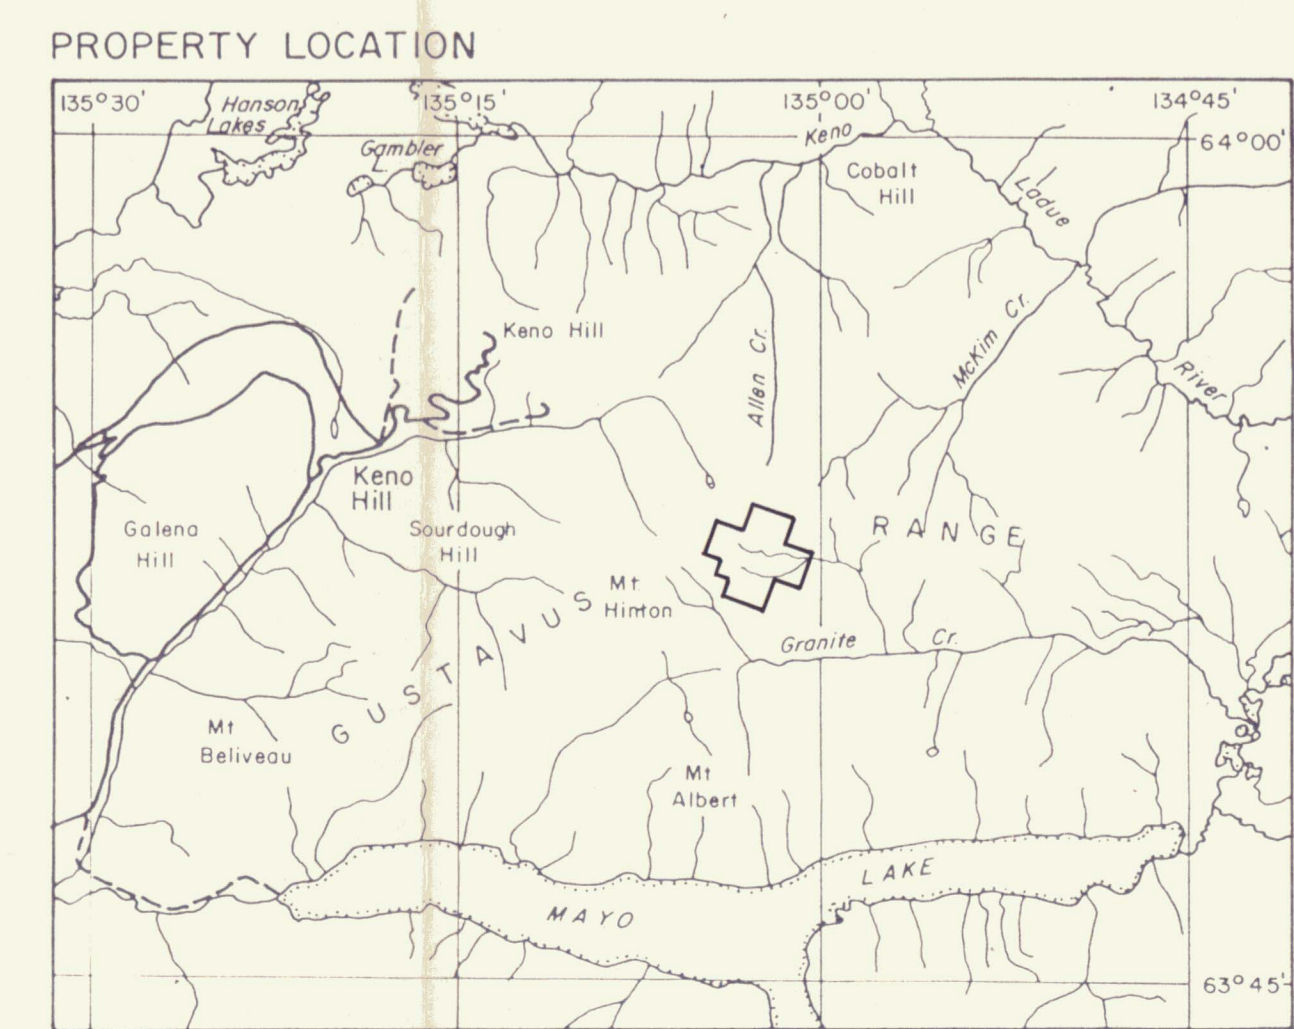 PROPERTY LOCATION
135°30'
135°15'
135°00'
134°45'
Hanson
Lakes
Gambler
L
Keno
64°00'
Cobalt
Hill
Ladue
River
Keno Hill
Allen Cr.
McKim Cr.
Keno
Hill
Galena
Hill
Sourdough
Hill
RANGE
Mt
Hinton
GUSTAVUS
Granite Cr.
Mt
Beliveau
Mt
Albert
MAYO LAKE
63°45'